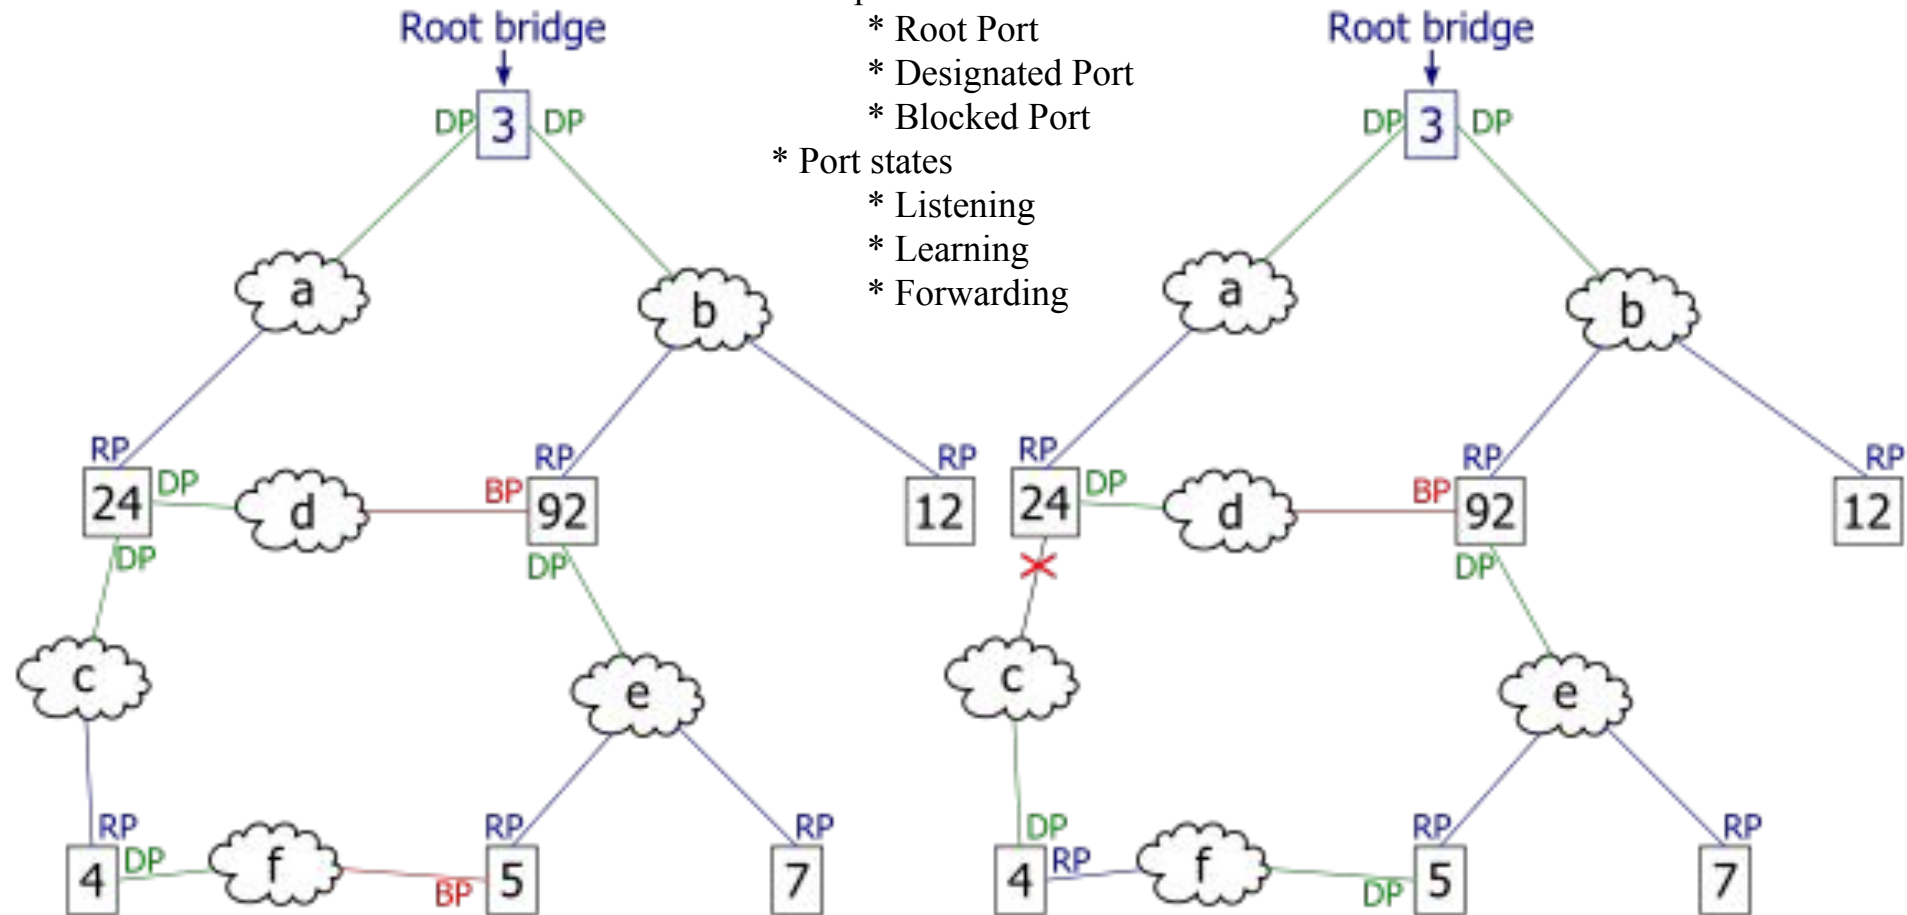 Root bridge
* Root Port
* Designated Port
* Blocked Port
* Port states
* Listening
* Learning
* Forwarding
DP 3 DP
a
b
RP
RP
RP
24 DP
d
BP 92
12
DP
DP
c
e
RP
RP
RP
4 DP
f
BP 5
7
Root bridge
DP 3 DP
a
b
RP
RP
RP
24 DP
d
BP 92
12
DP
c
e
DP
RP
RP
4 RP
f
DP 5
7